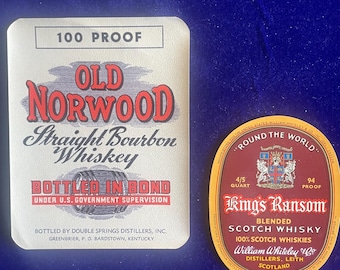 100 PROOF
OLD
NORWOOD
Straight Bourbon
Whiskey
BOTTLED IN BOND
UNDER U.S. GOVERNMENT SUPERVISION
BOTTLED BY DOUBLE SPRINGS DISTILLERS, INC.
GREENBRIER, P. O. BARDSTOWN, KENTUCKY
"ROUND THE WORLD"
4/5 QUART
94 PROOF
King's Ransom
BLENDED
SCOTCH WHISKY
100% SCOTCH WHISKIES
William Whiteley & Co.
DISTILLERS, LEITH
SCOTLAND